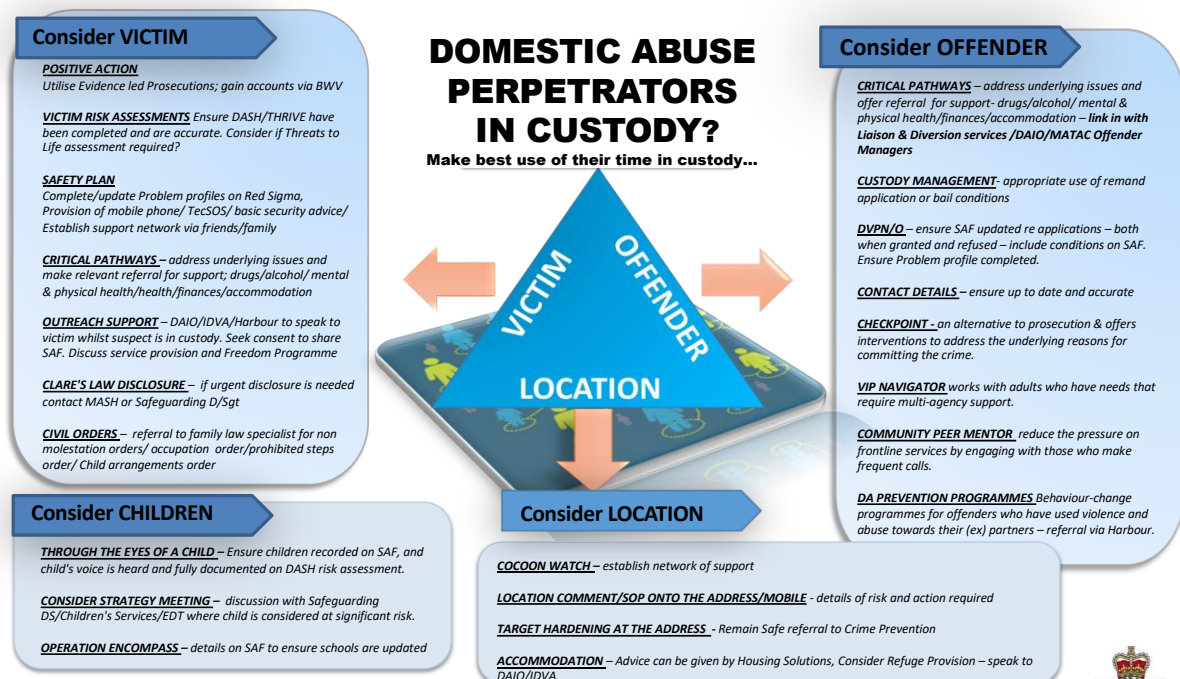 Consider VICTIM
POSITIVE ACTION
Utilise Evidence led Prosecutions; gain accounts via BWV
VICTIM RISK ASSESSMENTS Ensure DASH/THRIVE have
been completed and are accurate. Consider if Threats to
Life assessment required?
SAFETY PLAN
Complete/update Problem profiles on Red Sigma,
Provision of mobile phone/ TecSOS/ basic security advice/
Establish support network via friends/family
CRITICAL PATHWAYS – address underlying issues and
make relevant referral for support; drugs/alcohol/ mental
& physical health/health/finances/accommodation
OUTREACH SUPPORT – DAIO/IDVA/Harbour to speak to
victim whilst suspect is in custody. Seek consent to share
SAF. Discuss service provision and Freedom Programme
CLARE'S LAW DISCLOSURE – if urgent disclosure is needed
contact MASH or Safeguarding D/Sgt
CIVIL ORDERS – referral to family law specialist for non
molestation orders/ occupation order/prohibited steps
order/ Child arrangements order
DOMESTIC ABUSE
PERPETRATORS
IN CUSTODY?
Make best use of their time in custody...
VICTIM
OFFENDER
LOCATION
Consider OFFENDER
CRITICAL PATHWAYS – address underlying issues and
offer referral for support- drugs/alcohol/ mental &
physical health/finances/accommodation – link in with
Liaison & Diversion services /DAIO/MATAC Offender
Managers
CUSTODY MANAGEMENT- appropriate use of remand
application or bail conditions
DVPN/O – ensure SAF updated re applications – both
when granted and refused – include conditions on SAF.
Ensure Problem profile completed.
CONTACT DETAILS – ensure up to date and accurate
CHECKPOINT - an alternative to prosecution & offers
interventions to address the underlying reasons for
committing the crime.
VIP NAVIGATOR works with adults who have needs that
require multi-agency support.
COMMUNITY PEER MENTOR reduce the pressure on
frontline services by engaging with those who make
frequent calls.
DA PREVENTION PROGRAMMES Behaviour-change
programmes for offenders who have used violence and
abuse towards their (ex) partners – referral via Harbour.
Consider CHILDREN
THROUGH THE EYES OF A CHILD – Ensure children recorded on SAF, and
child's voice is heard and fully documented on DASH risk assessment.
CONSIDER STRATEGY MEETING – discussion with Safeguarding
DS/Children's Services/EDT where child is considered at significant risk.
OPERATION ENCOMPASS – details on SAF to ensure schools are updated
Consider LOCATION
COCOON WATCH – establish network of support
LOCATION COMMENT/SOP ONTO THE ADDRESS/MOBILE - details of risk and action required
TARGET HARDENING AT THE ADDRESS - Remain Safe referral to Crime Prevention
ACCOMMODATION – Advice can be given by Housing Solutions, Consider Refuge Provision – speak to
DAIO/IDVA